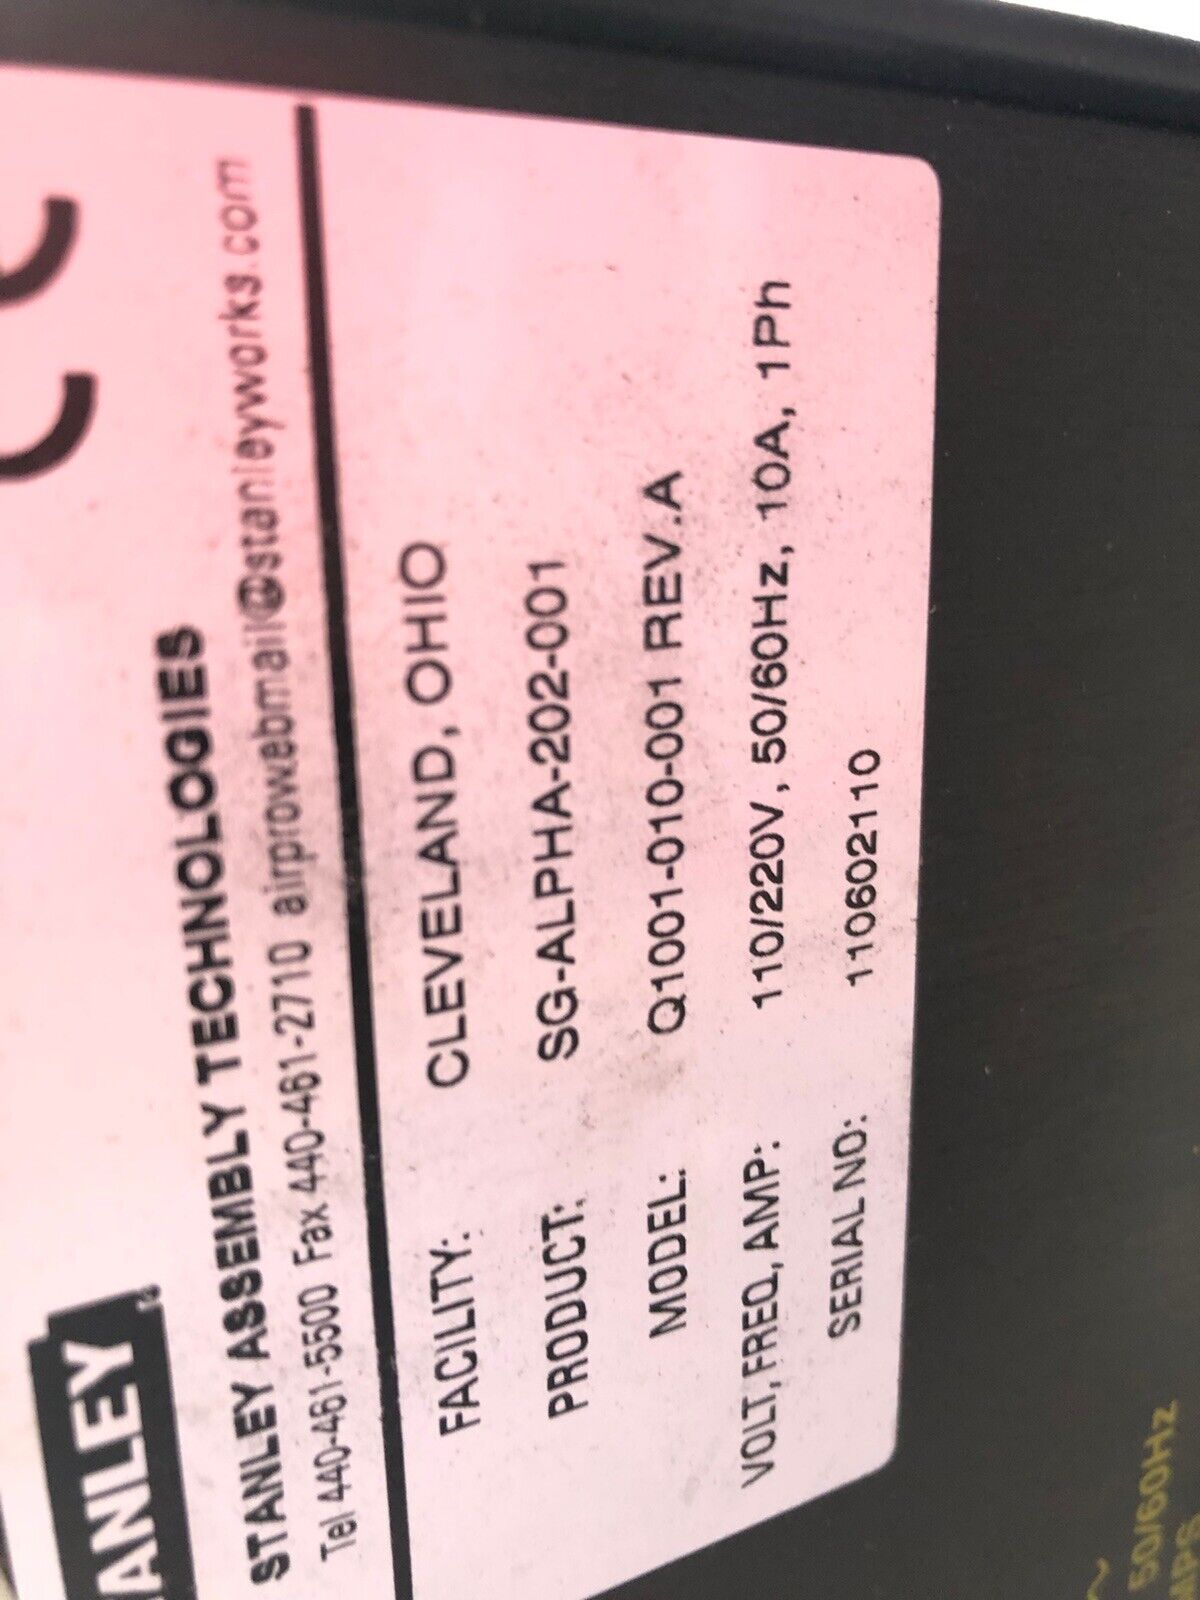 STANLEY ASSEMBLY TECHNOLOGIES
Tel 440-461-5500 Fax 440-461-2710 airprowebmail@stanleyworks.com
FACILITY: CLEVELAND, OHIO
PRODUCT: SG-ALPHA-202-001
MODEL: Q1001-010-001 REV.A
VOLT, FREQ, AMP: 110/220V, 50/60Hz, 10A, 1Ph
SERIAL NO: 110602110
~ 50/60Hz